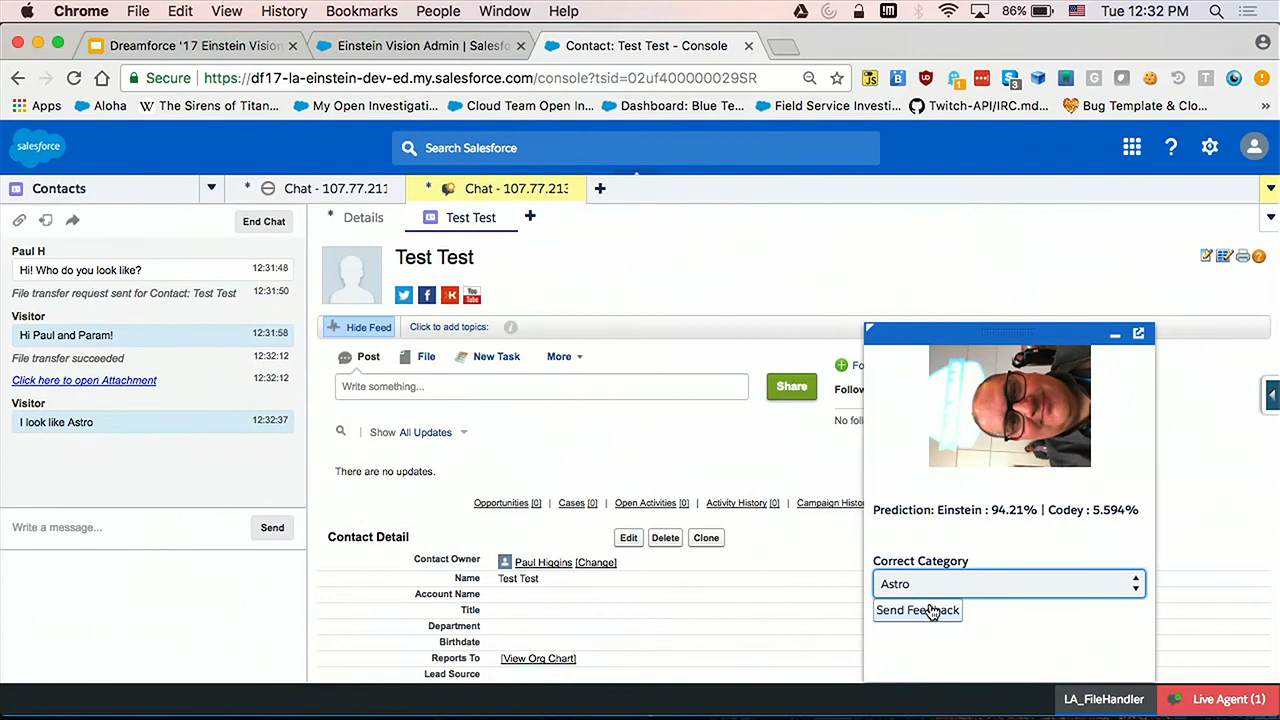 Chrome File Edit View History Bookmarks People Window Help 86% Tue 12:32 PM
Dreamforce '17 Einstein Vision
Einstein Vision Admin | Salesfo
Contact: Test Test - Console
Secure https://df17-la-einstein-dev-ed.my.salesforce.com/console?tsid=02uf400000029SR
Apps Aloha The Sirens of Titan... My Open Investigati... Cloud Team Open In... Dashboard: Blue Te... Field Service Investi... Twitch-API/IRC.md... Bug Template & Clo...
salesforce Search Salesforce
Contacts * Chat - 107.77.211 * Chat - 107.77.213
End Chat
* Details Test Test
Paul H
Hi! Who do you look like? 12:31:48
File transfer request sent for Contact: Test Test 12:31:50
Visitor
Hi Paul and Param! 12:31:58
File transfer succeeded 12:32:12
Click here to open Attachment 12:32:12
Visitor
I look like Astro 12:32:37
Write a message... Send
Test Test
You Tube
Hide Feed Click to add topics:
Post File New Task More
Write something... Share
Show All Updates
There are no updates.
Fo
Follow
No foll
Opportunities [0] | Cases [0] | Open Activities [0] | Activity History [0] | Campaign Histo
Contact Detail Edit Delete Clone
Contact Owner Paul Higgins [Change]
Name Test Test
Account Name
Title
Department
Birthdate
Reports To [View Org Chart]
Lead Source
Prediction: Einstein : 94.21% | Codey : 5.594%
Correct Category
Astro
Send Feedback
LA_FileHandler Live Agent (1)